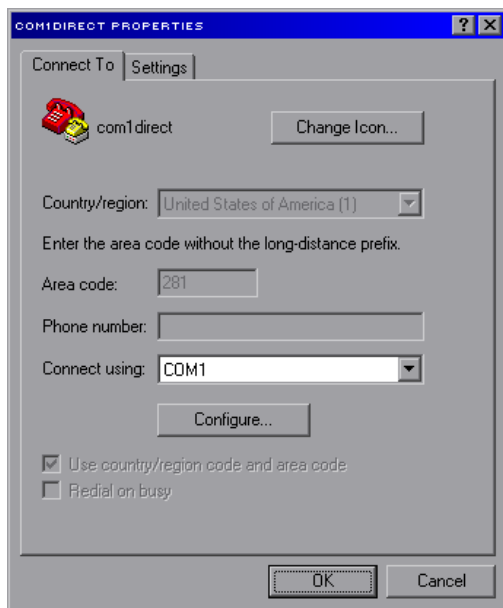 COM1DIRECT PROPERTIES
Connect To Settings
com1direct Change Icon...
Country/region: United States of America (1)
Enter the area code without the long-distance prefix.
Area code: 281
Phone number:
Connect using: COM1
Configure...
Use country/region code and area code
Redial on busy
OK Cancel